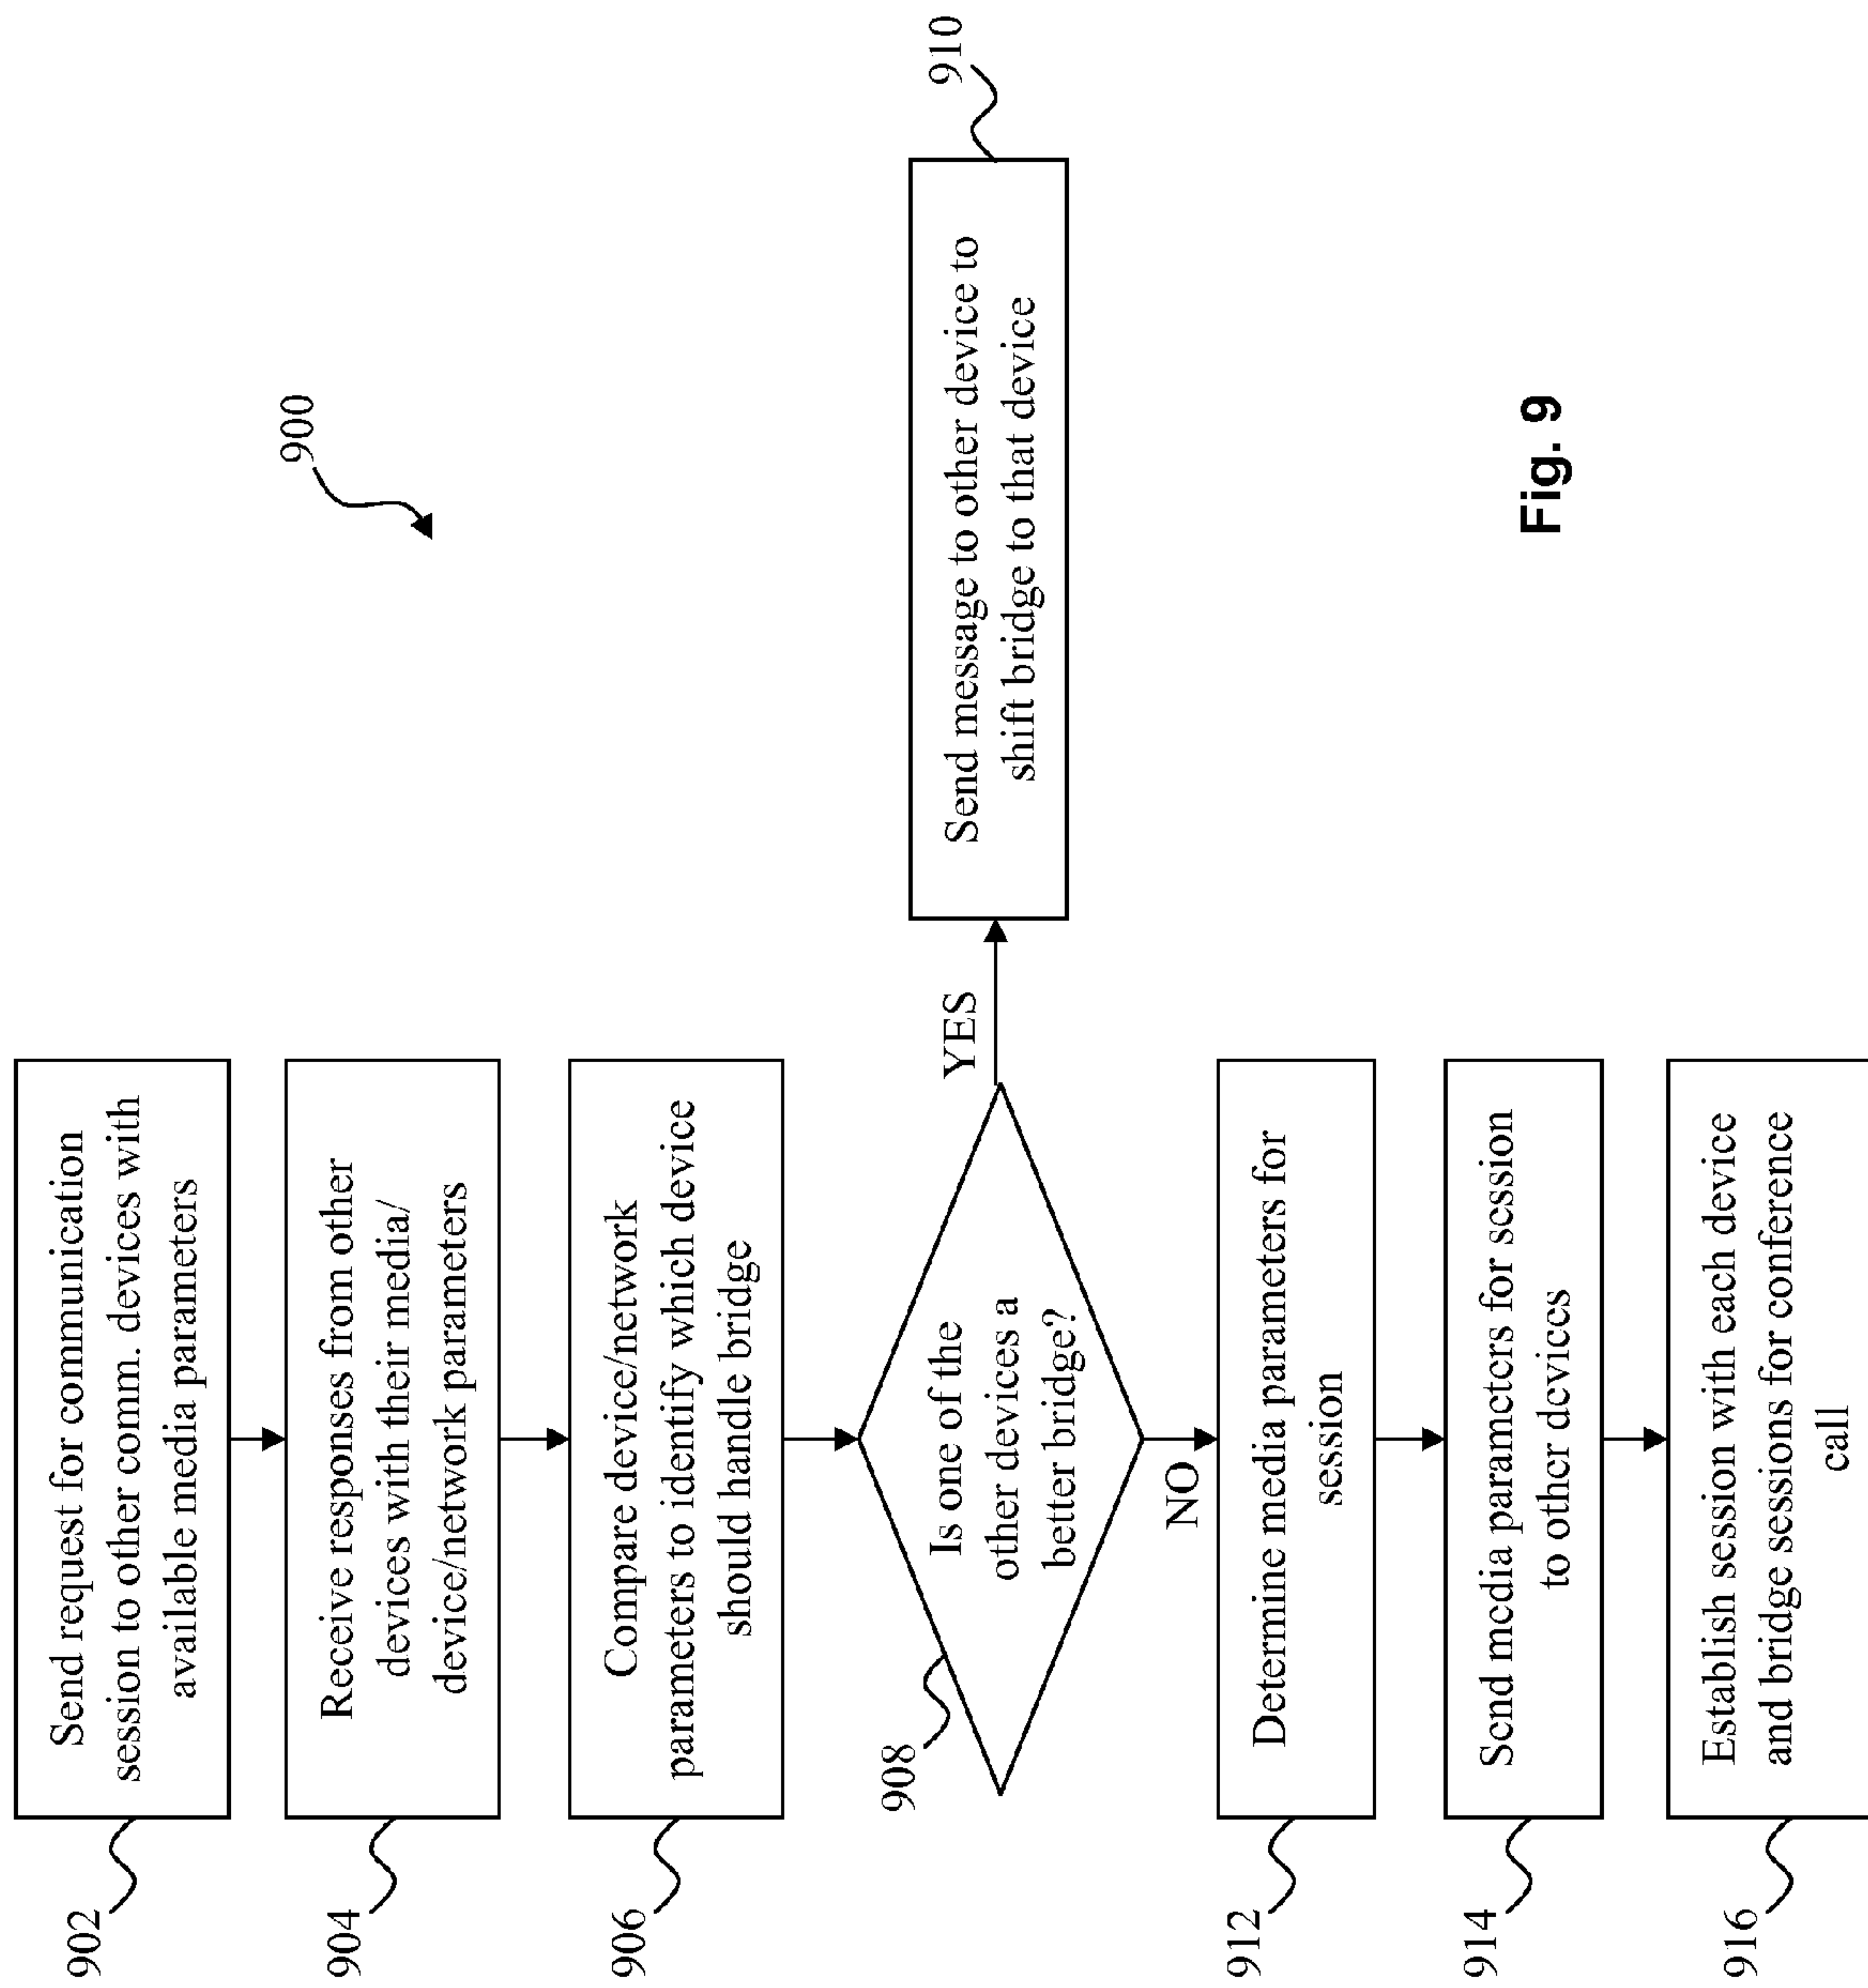 900
902
Send request for communication
session to other comm. devices with
available media parameters
904
Receive responses from other
devices with their media/
device/network parameters
906
Compare device/network
parameters to identify which device
should handle bridge
908
Is one of the
other devices a
better bridge?
YES
910
Send message to other device to
shift bridge to that device
NO
912
Determine media parameters for
session
914
Send media parameters for session
to other devices
916
Establish session with each device
and bridge sessions for conference
call
Fig. 9